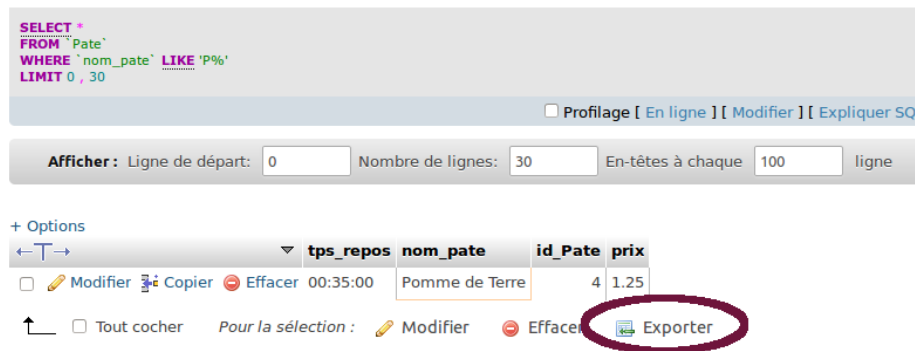 SELECT *
FROM `Pate`
WHERE `nom_pate` LIKE 'P%'
LIMIT 0 , 30
Profilage [ En ligne ] [ Modifier ] [ Expliquer SQ
Afficher : Ligne de départ: 0 Nombre de lignes: 30 En-têtes à chaque 100 ligne
+ Options
←T→ tps_repos nom_pate id_Pate prix
Modifier Copier Effacer 00:35:00 Pomme de Terre 4 1.25
Tout cocher Pour la sélection : Modifier Effacer Exporter